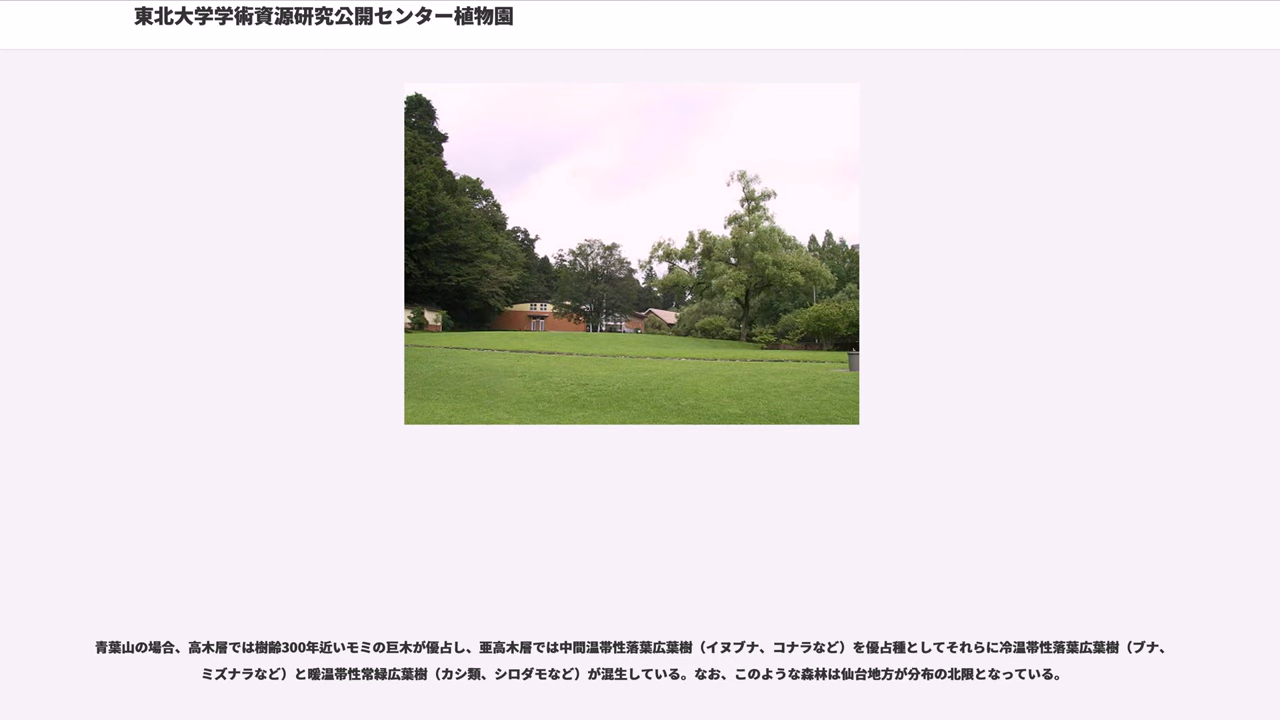 東北大学学術資源研究公開センター植物園
青葉山の場合、高木層では樹齢300年近いモミの巨木が優占し、亜高木層では中間温帯性落葉広葉樹（イヌブナ、コナラなど）を優占種としてそれらに冷温帯性落葉広葉樹（ブナ、
ミズナラなど）と暖温帯性常緑広葉樹（カシ類、シロダモなど）が混生している。なお、このような森林は仙台地方が分布の北限となっている。